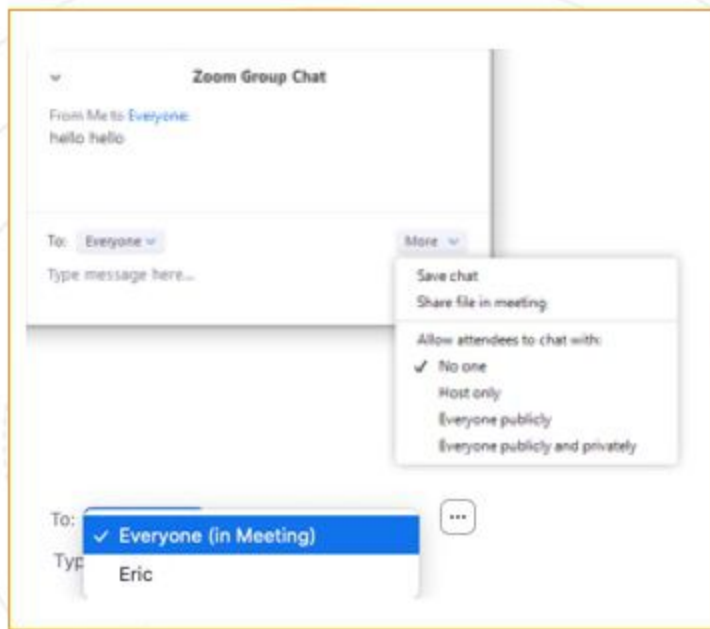 Zoom Group Chat
From Me to Everyone:
hello hello
To: Everyone
More
Type message here...
Save chat
Share file in meeting
Allow attendees to chat with:
✓ No one
Host only
Everyone publicly
Everyone publicly and privately
To:
✓ Everyone (in Meeting)
Typ
Eric